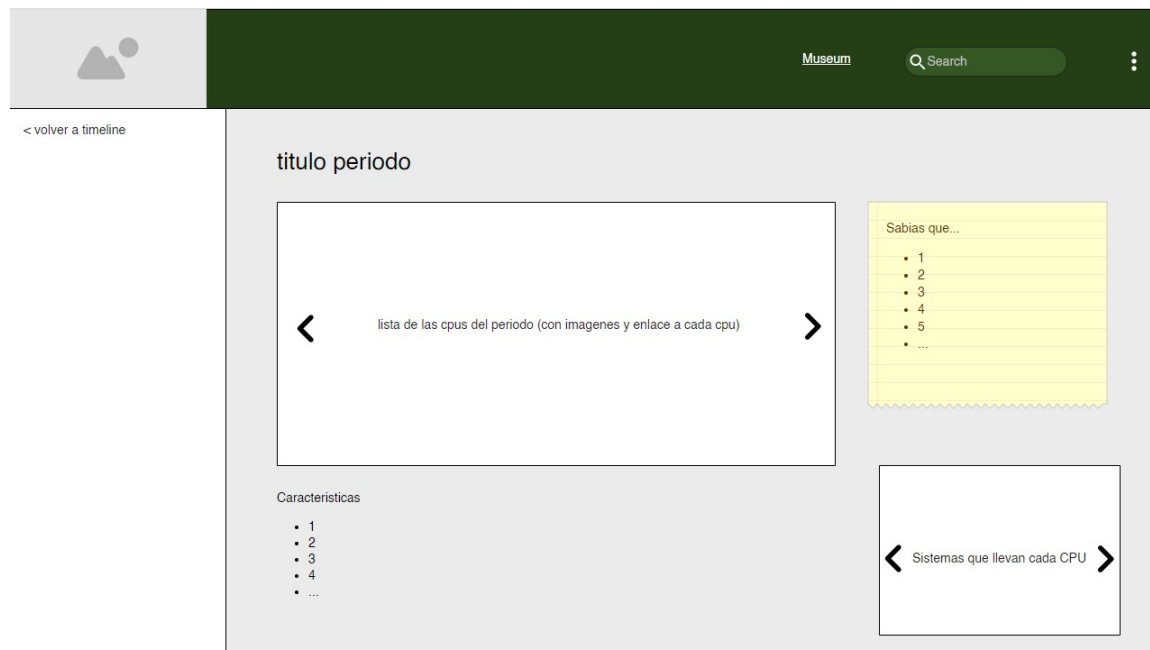 Museum
Search
< volver a timeline
titulo periodo
lista de las cpus del periodo (con imagenes y enlace a cada cpu)
Sabias que...
• 1
• 2
• 3
• 4
• 5
• ...
Caracteristicas
• 1
• 2
• 3
• 4
• ...
Sistemas que llevan cada CPU